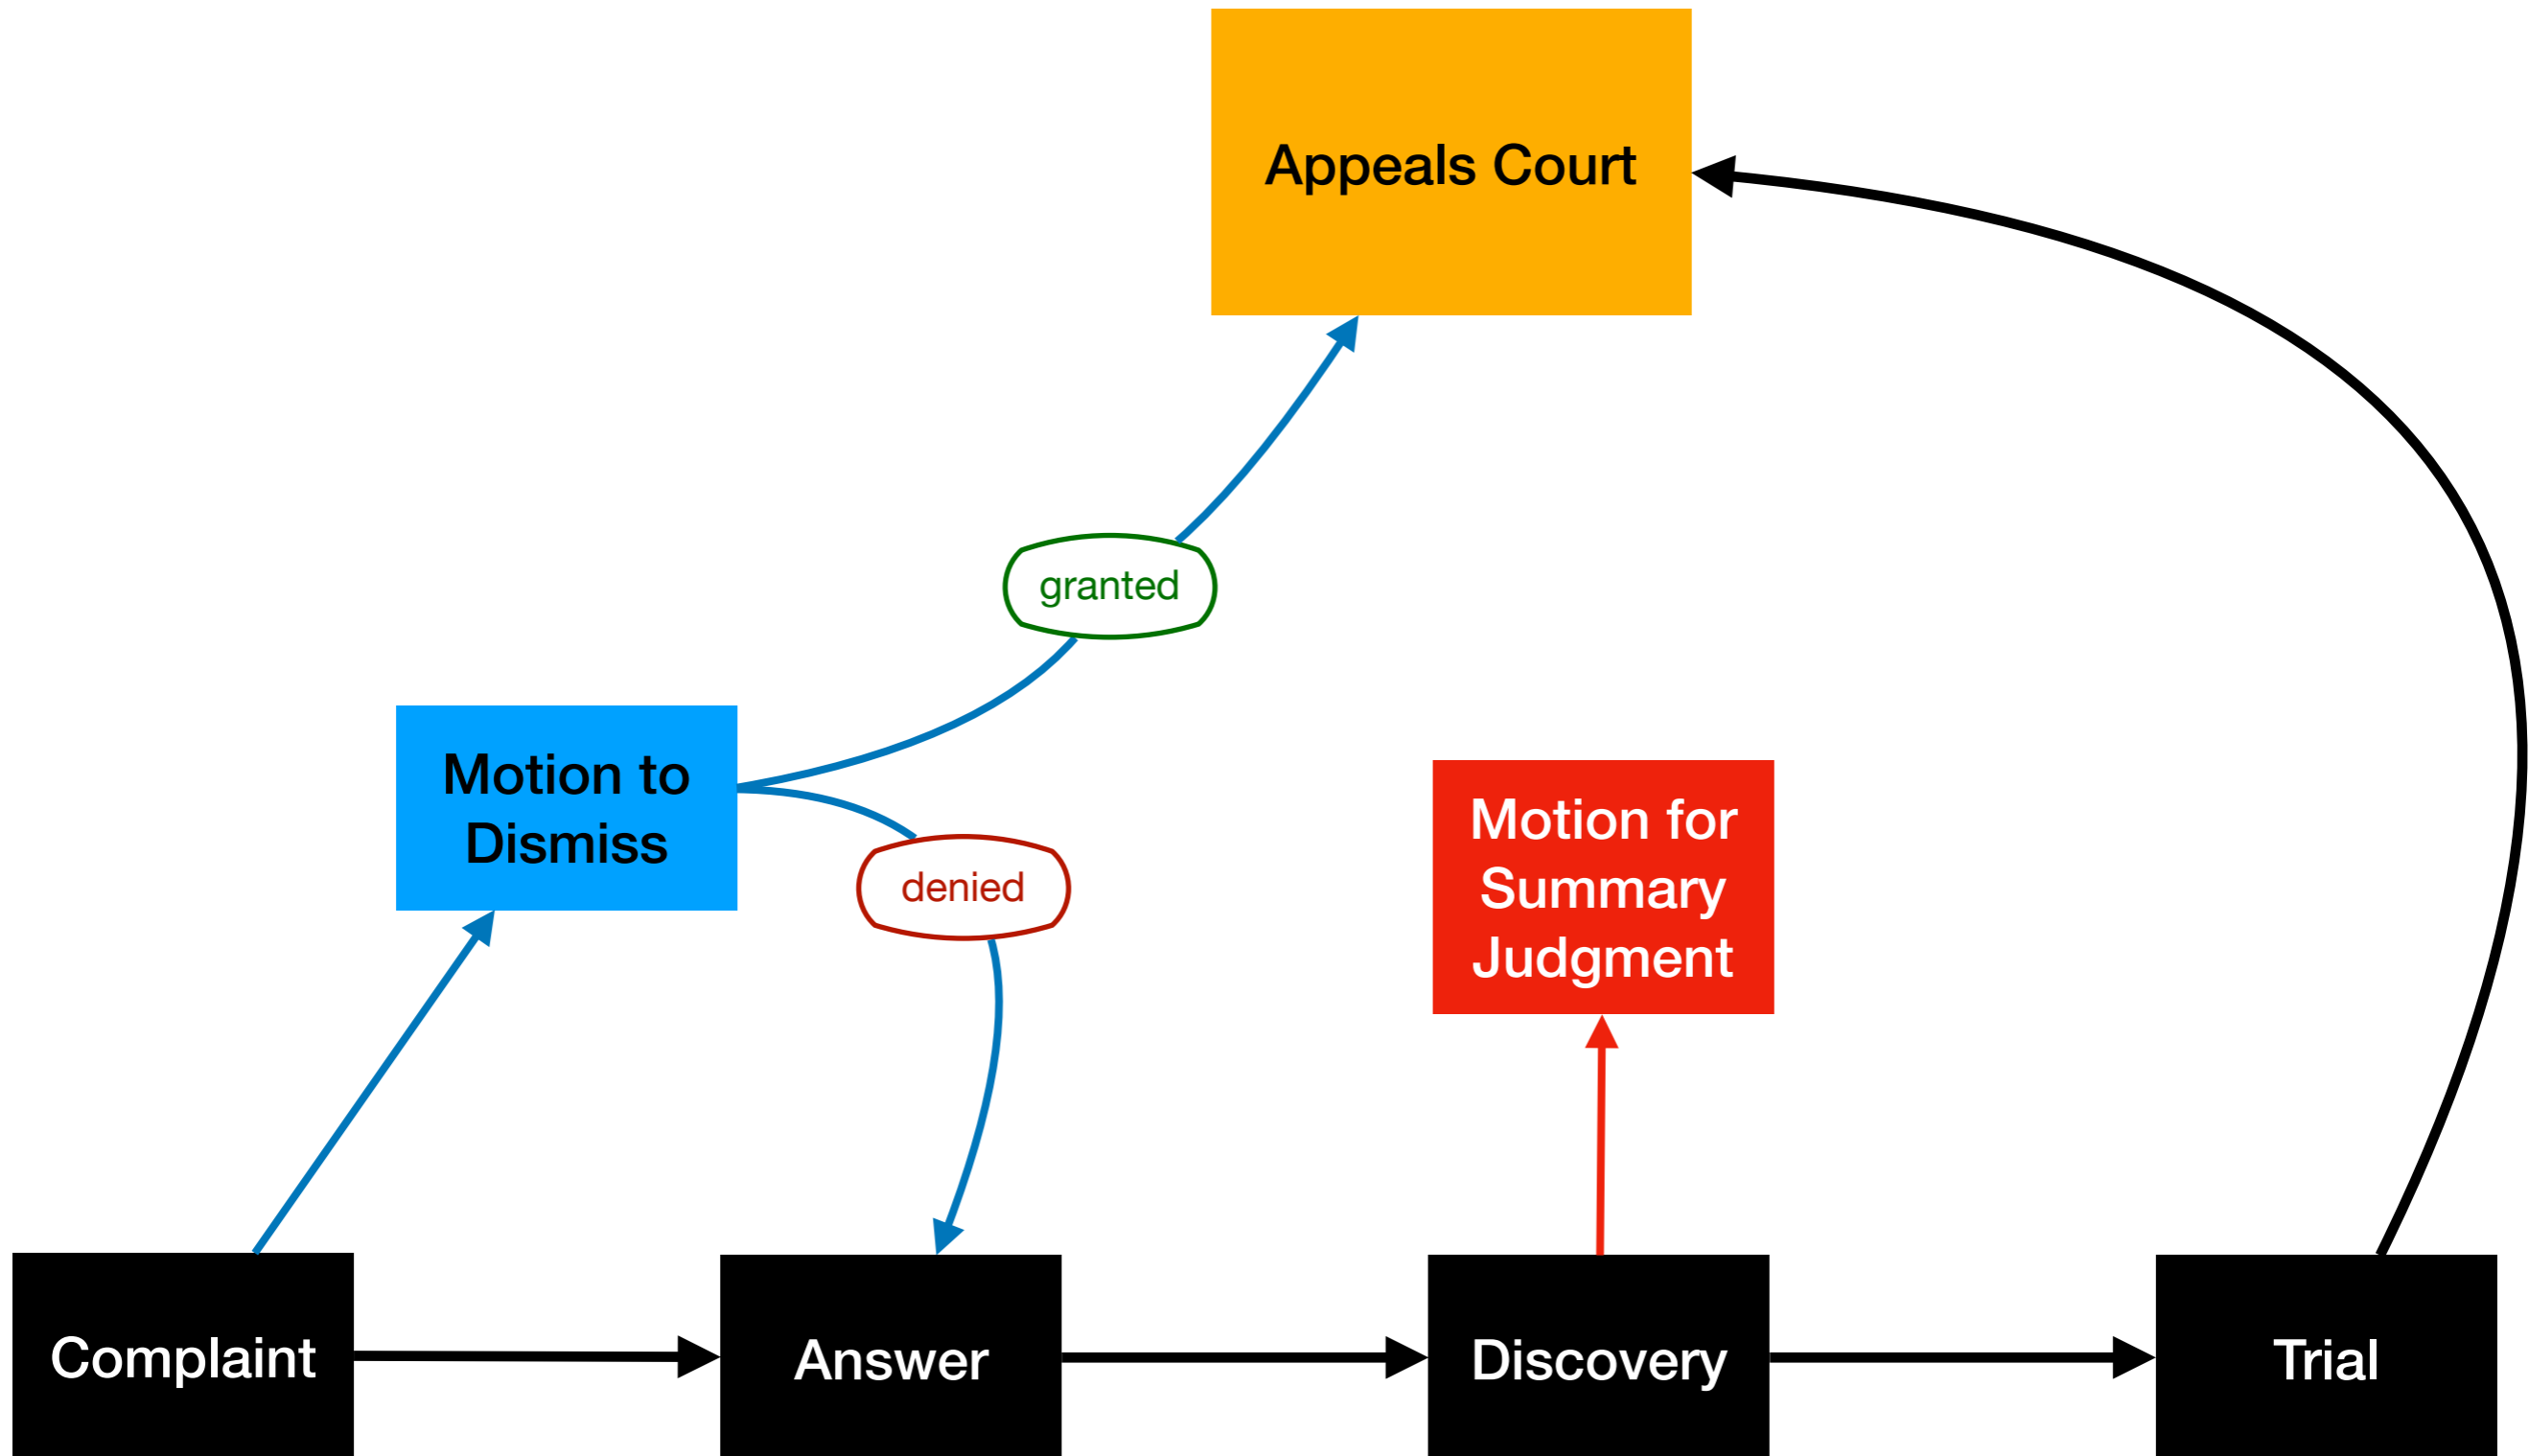 Appeals Court
granted
Motion to
Dismiss
denied
Motion for
Summary
Judgment
Complaint
Answer
Discovery
Trial